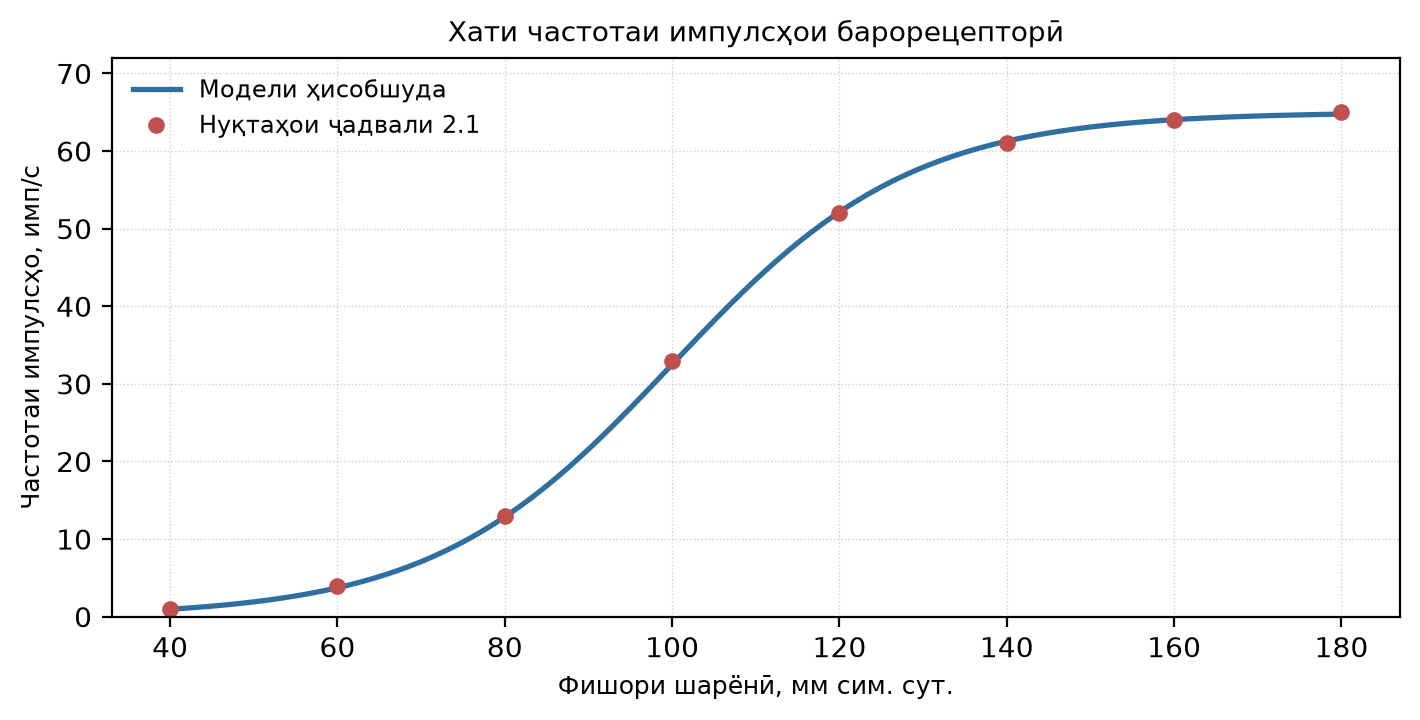 Хати частотаи импулсҳои барорецепторӣ
Модели ҳисобшуда
Нуқтаҳои ҷадвали 2.1
Частотаи импулсҳо, имп/с
70
60
50
40
30
20
10
0
40 60 80 100 120 140 160 180
Фишори шарёнӣ, мм сим. сут.